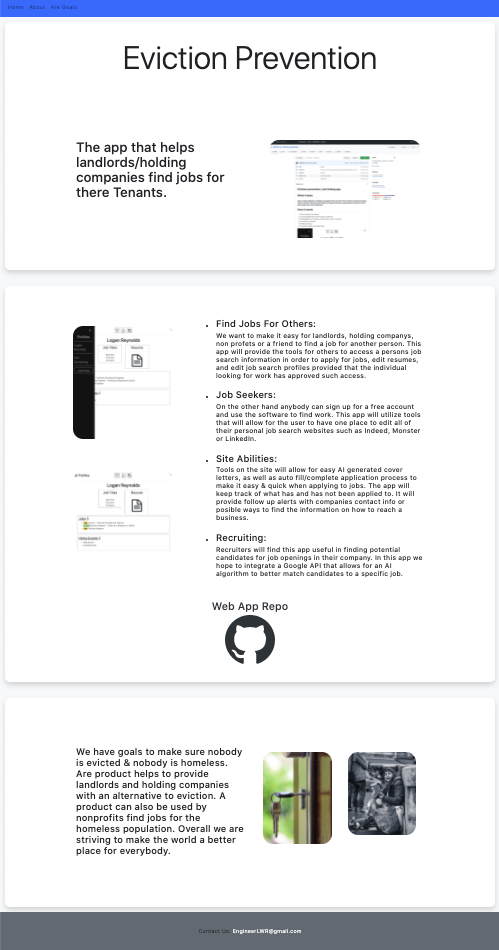 Home About Are Goals
Eviction Prevention
The app that helps
landlords/holding
companies find jobs for
there Tenants.
Logan Reynolds
Job Titles
Resume
Logan Reynolds
Job Titles
Resume
Find Jobs For Others:
We want to make it easy for landlords, holding companies,
non profets or a friend to find a job for another person. This
app will provide the tools for others to access a persons job
search information in order to apply for jobs, edit resumes,
and edit job search profiles provided that the individual
looking for work has approved such access.
Job Seekers:
On the other hand anybody can sign up for a free account
and use the software to find work. This app will utilize tools
that will allow for the user to have one place to edit all of
their personal job search websites such as Indeed, Monster
or LinkedIn.
Site Abilities:
Tools on the site will allow for easy AI generated cover
letters, as well as auto fill/complete application process to
make it easy & quick when applying to jobs. The app will
keep track of what has and has not been applied to. It will
provide follow up alerts with companies contact info or
posible ways to find the information on how to reach a
business.
Recruiting:
Recruiters will find this app useful in finding potential
candidates for job openings in their company. In this app we
hope to integrate a Google API that allows for an AI
algorithm to better match candidates to a specific job.
Web App Repo
We have goals to make sure nobody
is evicted & nobody is homeless.
Are product helps to provide
landlords and holding companies
with an alternative to eviction. A
product can also be used by
nonprofits find jobs for the
homeless population. Overall we are
striving to make the world a better
place for everybody.
Contact Us: EngineerLWR@gmail.com